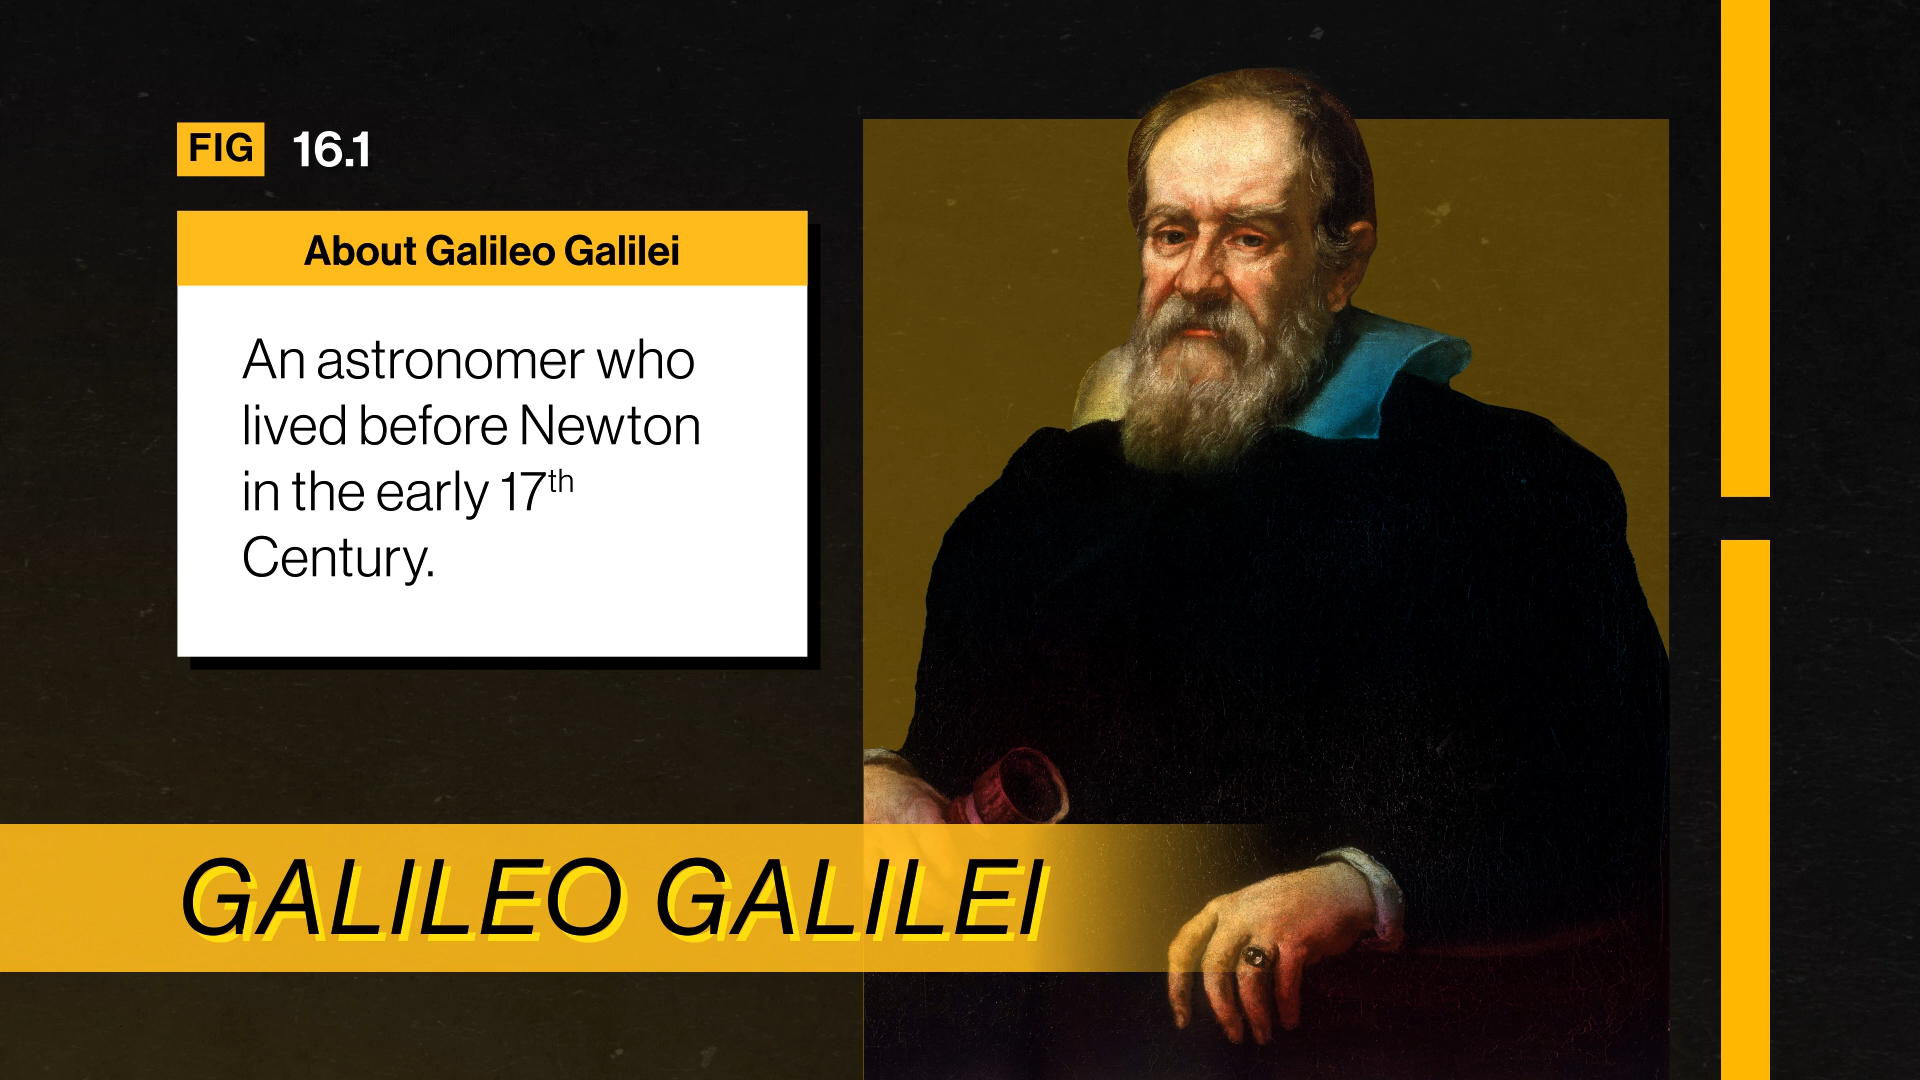 FIG 16.1
About Galileo Galilei
An astronomer who
lived before Newton
in the early 17th
Century.
GALILEO GALILEI